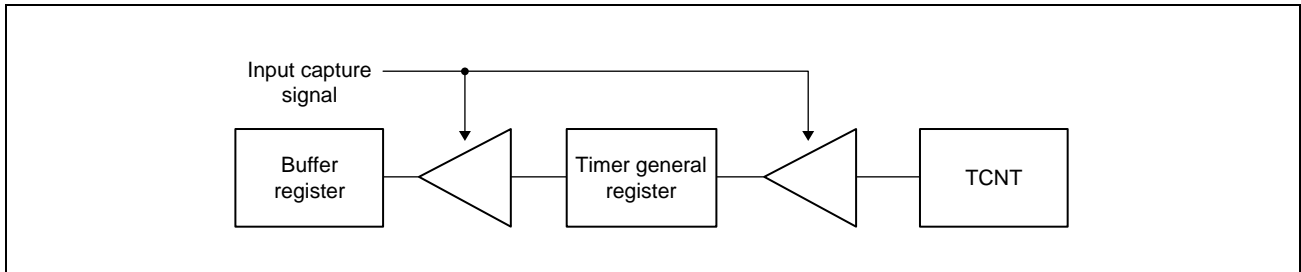 Input capture
signal
Buffer
register
Timer general
register
TCNT